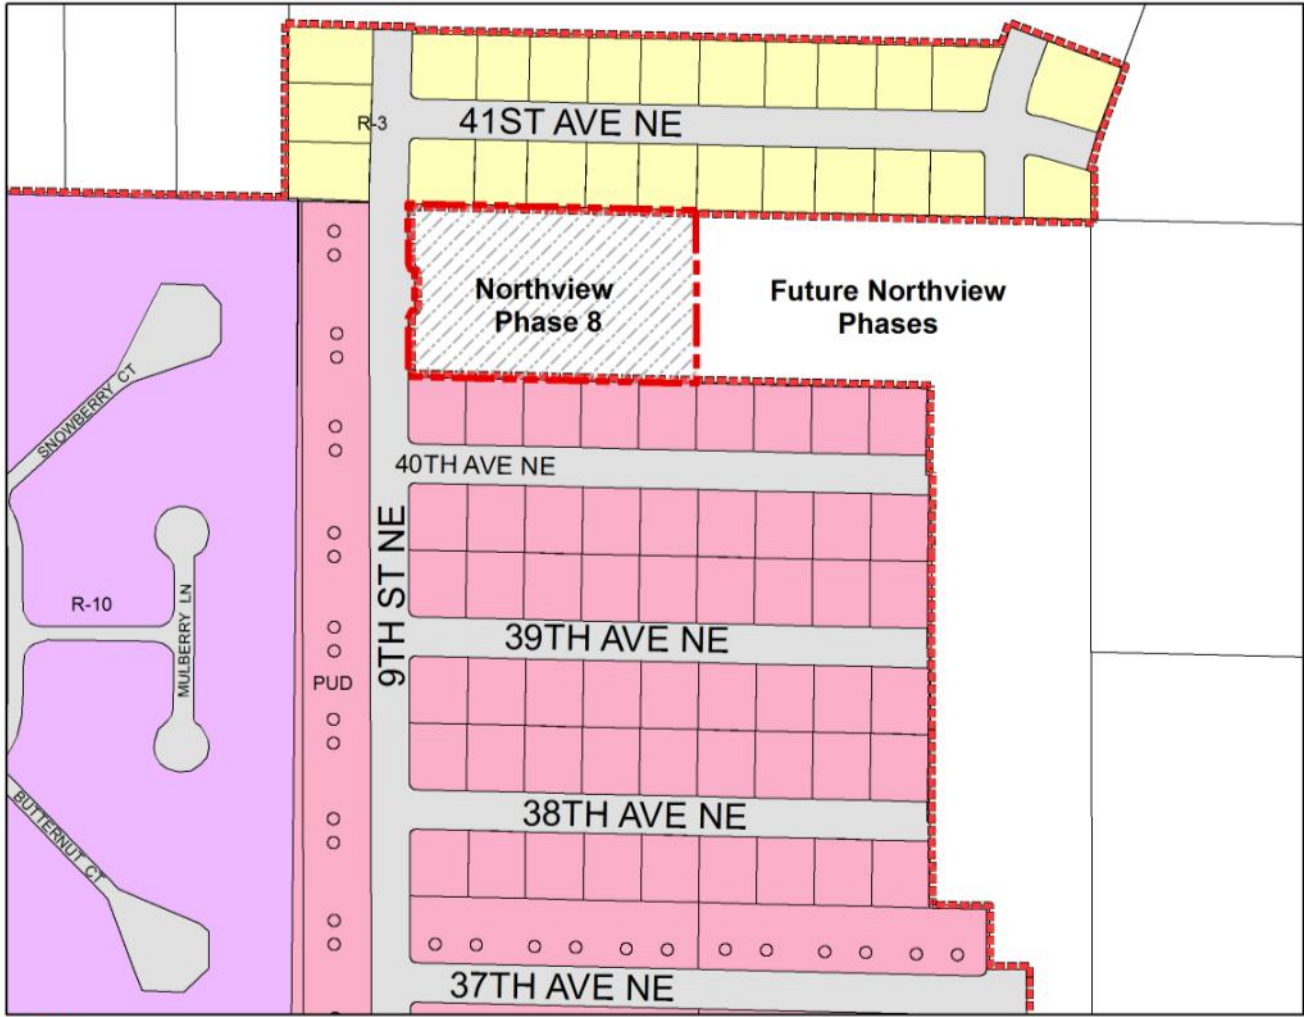 R-3
41ST AVE NE
Northview
Phase 8
Future Northview
Phases
SNOWBERRY CT
40TH AVE NE
9TH ST NE
R-10
MULBERRY LN
39TH AVE NE
PUD
BUTTERNUT CT
38TH AVE NE
37TH AVE NE